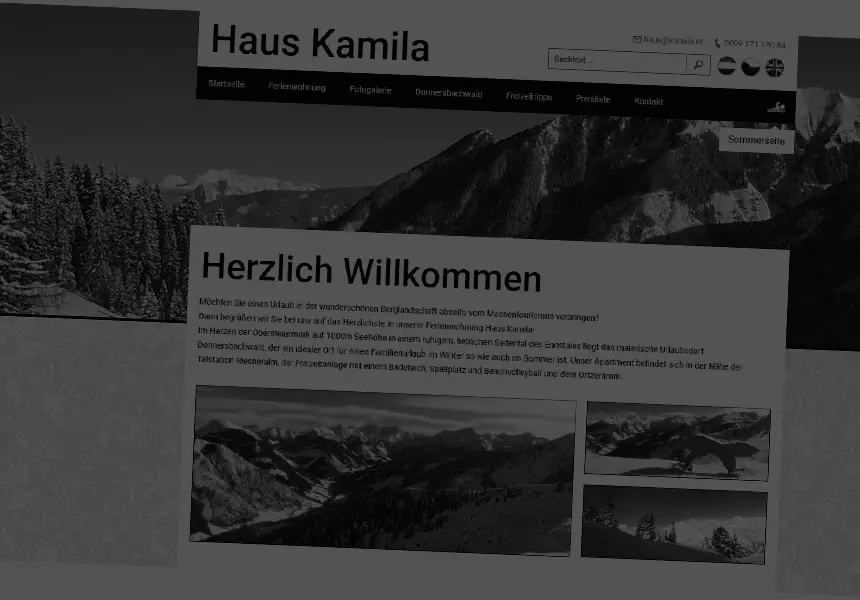 Haus Kamila
haus@kamila.at
Suchtext ...
Startseite Ferienwohnung Fotogalerie Donnersbachwald Freizeittipps Preisliste Kontakt
Sommerseite
Herzlich Willkommen
Möchten Sie einen Urlaub in der wunderschönen Berglandschaft abseits vom Massentourismus verbringen?
Dann begrüßen wir Sie bei uns auf das Herzlichste in unserer Ferienwohnung Haus Kamila!
Im Herzen der Obersteiermark auf 1000m Seehöhe in einem ruhigem, lieblichen Seitental des Ennstales liegt das malerische Urlaubsdorf
Donnersbachwald, der ein idealer Ort für einen Familienurlaub im Winter so wie auch im Sommer ist. Unser Apartment befindet sich in der Nähe der
Talstation Riesneralm, der Freizeitanlage mit einem Badeteich, Spielplatz und Beachvolleyball und dem Ortzentrum.